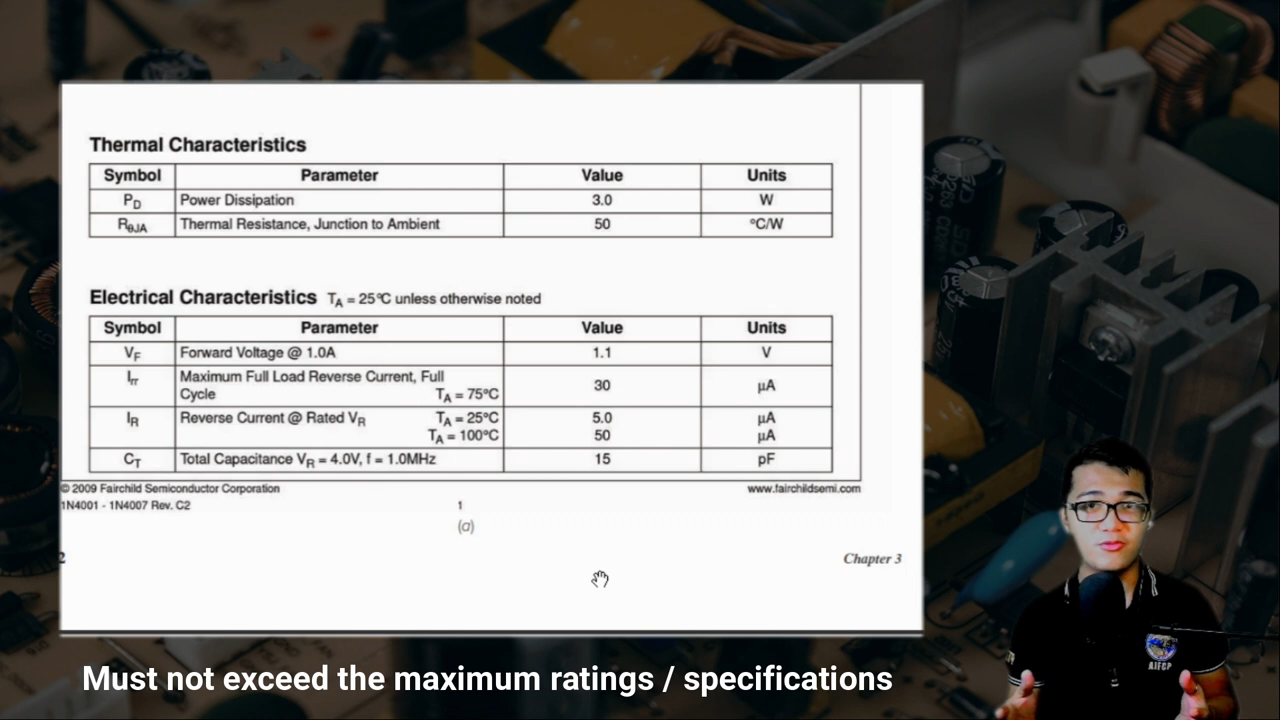 Thermal Characteristics
Symbol Parameter Value Units
PD Power Dissipation 3.0 W
RθJA Thermal Resistance, Junction to Ambient 50 °C/W
Electrical Characteristics TA = 25°C unless otherwise noted
Symbol Parameter Value Units
VF Forward Voltage @ 1.0A 1.1 V
Irr Maximum Full Load Reverse Current, Full
Cycle TA = 75°C 30 µA
IR Reverse Current @ Rated VR TA = 25°C 5.0 µA
TA = 100°C 50 µA
CT Total Capacitance VR = 4.0V, f = 1.0MHz 15 pF
© 2009 Fairchild Semiconductor Corporation www.fairchildsemi.com
1N4001 - 1N4007 Rev. C2 1
(a)
2 Chapter 3
AIFCP
Must not exceed the maximum ratings / specifications